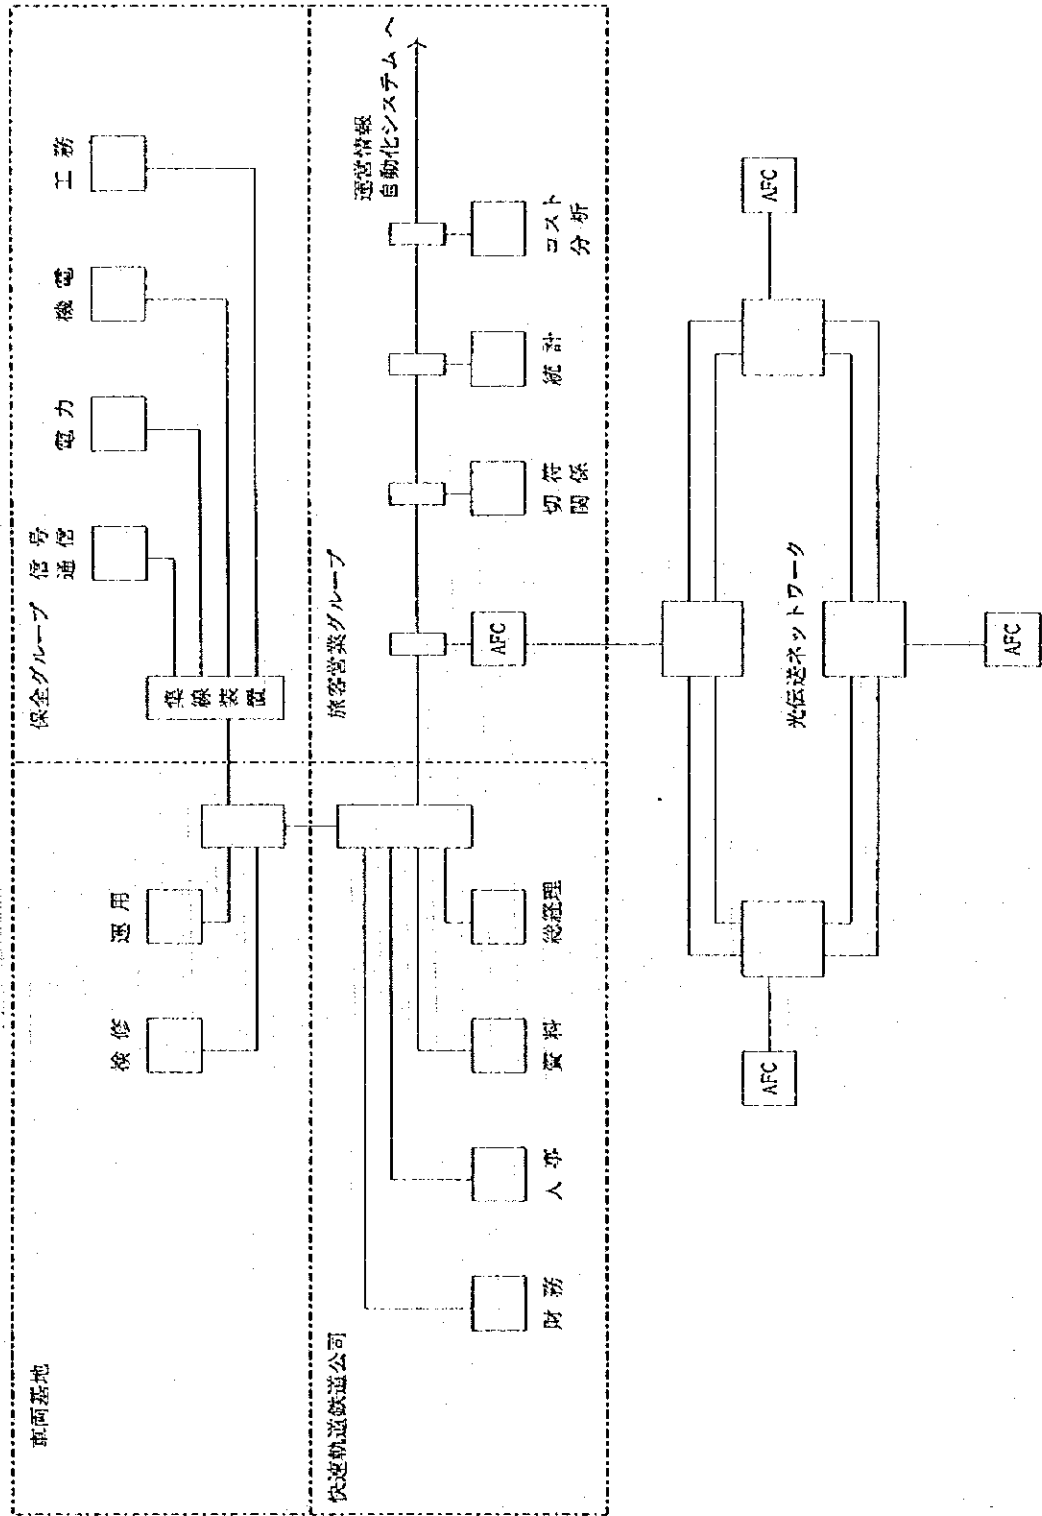 車両基地
検修
運用
保全グループ
集線装置
信号
通信
電力
機電
工務
快速軌道鉄道公司
財務
人事
資料
総経理
旅客営業グループ
AFC
切符
関係
統計
コスト
分析
運営情報
自動化システムへ
AFC
光伝送ネットワーク
AFC
AFC